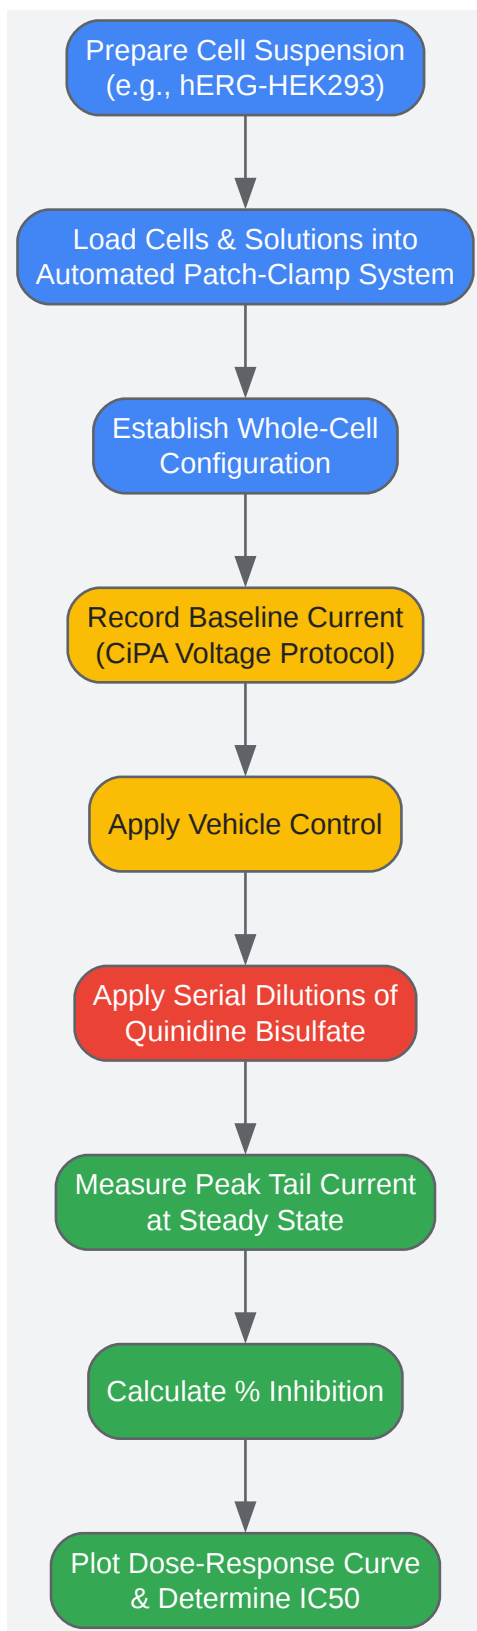 Prepare Cell Suspension
(e.g., hERG-HEK293)
Load Cells & Solutions into
Automated Patch-Clamp System
Establish Whole-Cell
Configuration
Record Baseline Current
(CiPA Voltage Protocol)
Apply Vehicle Control
Apply Serial Dilutions of
Quinidine Bisulfate
Measure Peak Tail Current
at Steady State
Calculate % Inhibition
Plot Dose-Response Curve
& Determine IC50